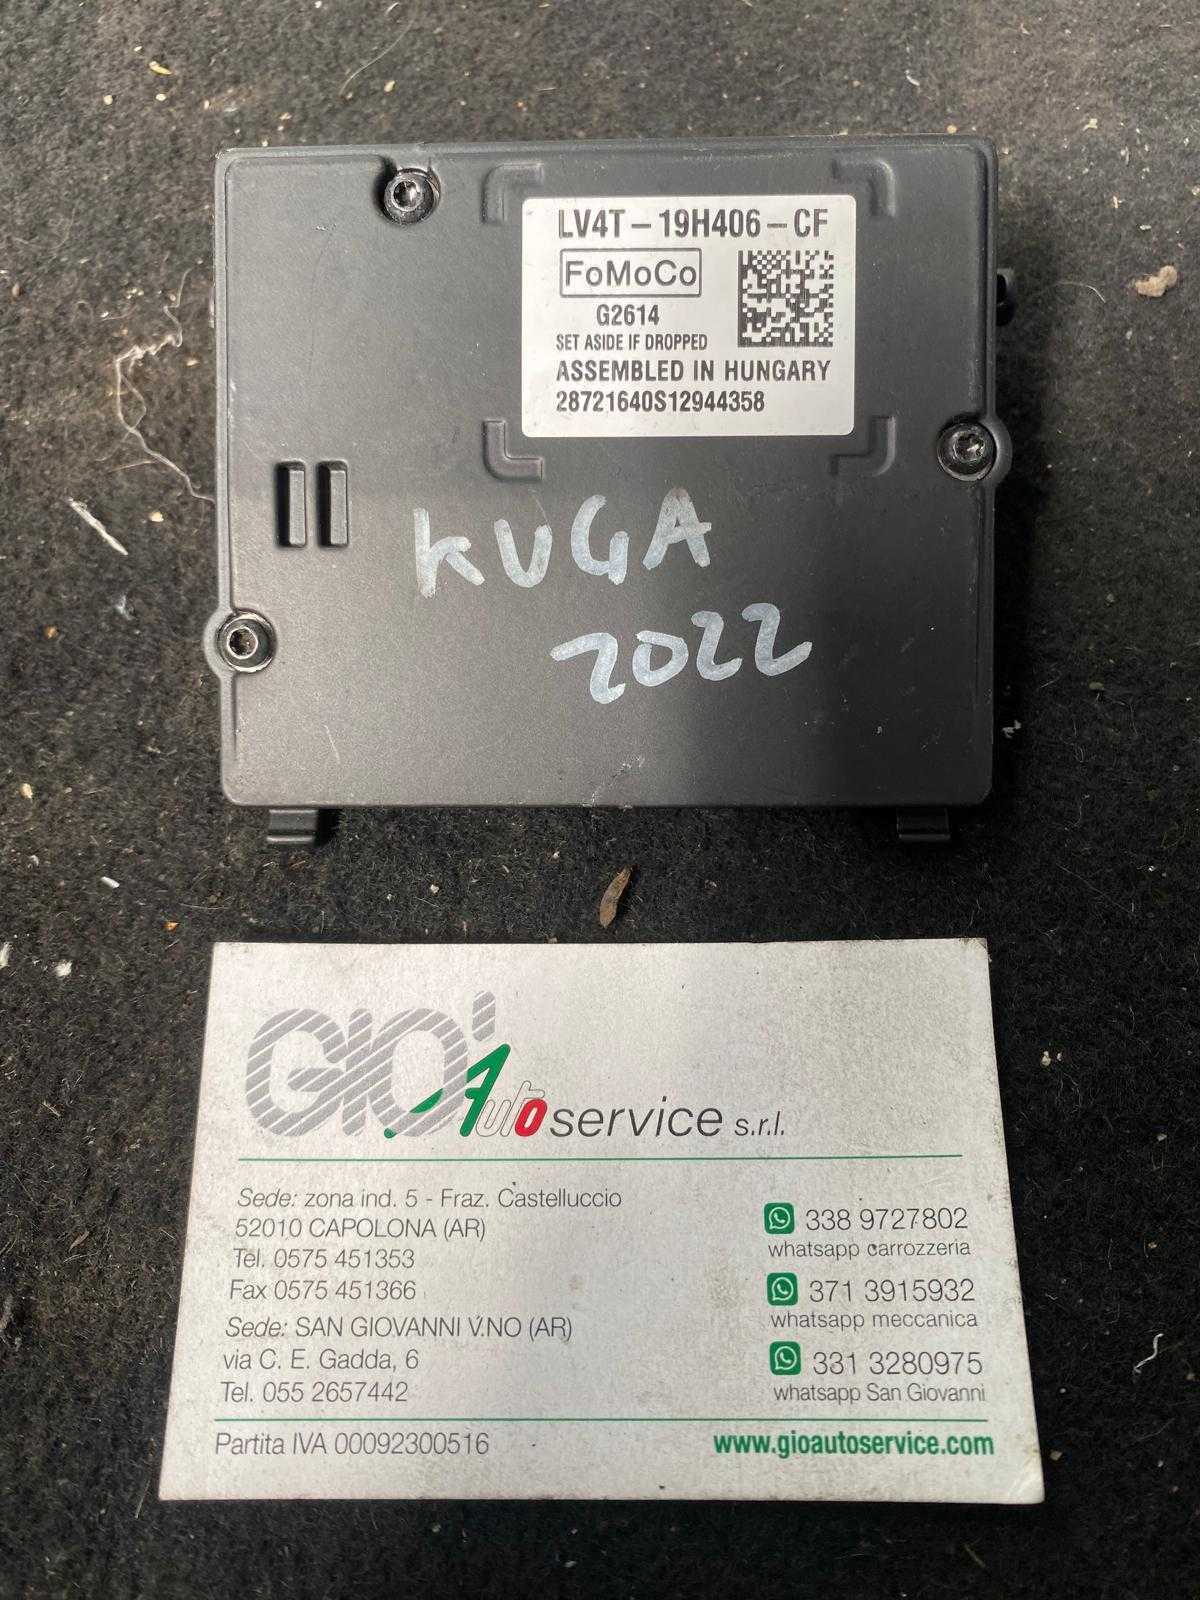 LV4T-19H406-CF
FoMoCo
G2614
SET ASIDE IF DROPPED
ASSEMBLED IN HUNGARY
28721640S12944358
KUGA
2022
GIO'
Autoservice s.r.l.
Sede: zona ind. 5 - Fraz. Castelluccio
52010 CAPOLONA (AR)
Tel. 0575 451353
Fax 0575 451366
Sede: SAN GIOVANNI V.NO (AR)
via C. E. Gadda, 6
Tel. 055 2657442
338 9727802
whatsapp carrozzeria
371 3915932
whatsapp meccanica
331 3280975
whatsapp San Giovanni
Partita IVA 00092300516
www.gioautoservice.com